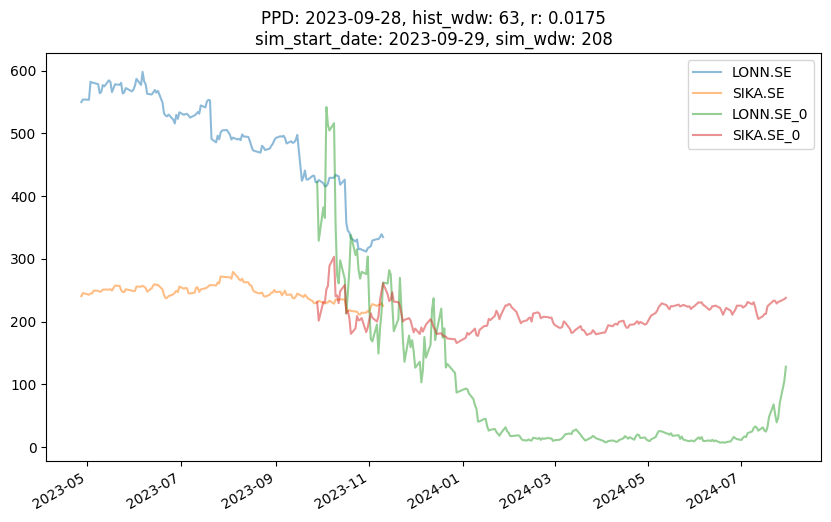 PPD: 2023-09-28, hist_wdw: 63, r: 0.0175
sim_start_date: 2023-09-29, sim_wdw: 208
LONN.SE
SIKA.SE
LONN.SE_0
SIKA.SE_0
600
500
400
300
200
100
0
2023-05
2023-07
2023-09
2023-11
2024-01
2024-03
2024-05
2024-07